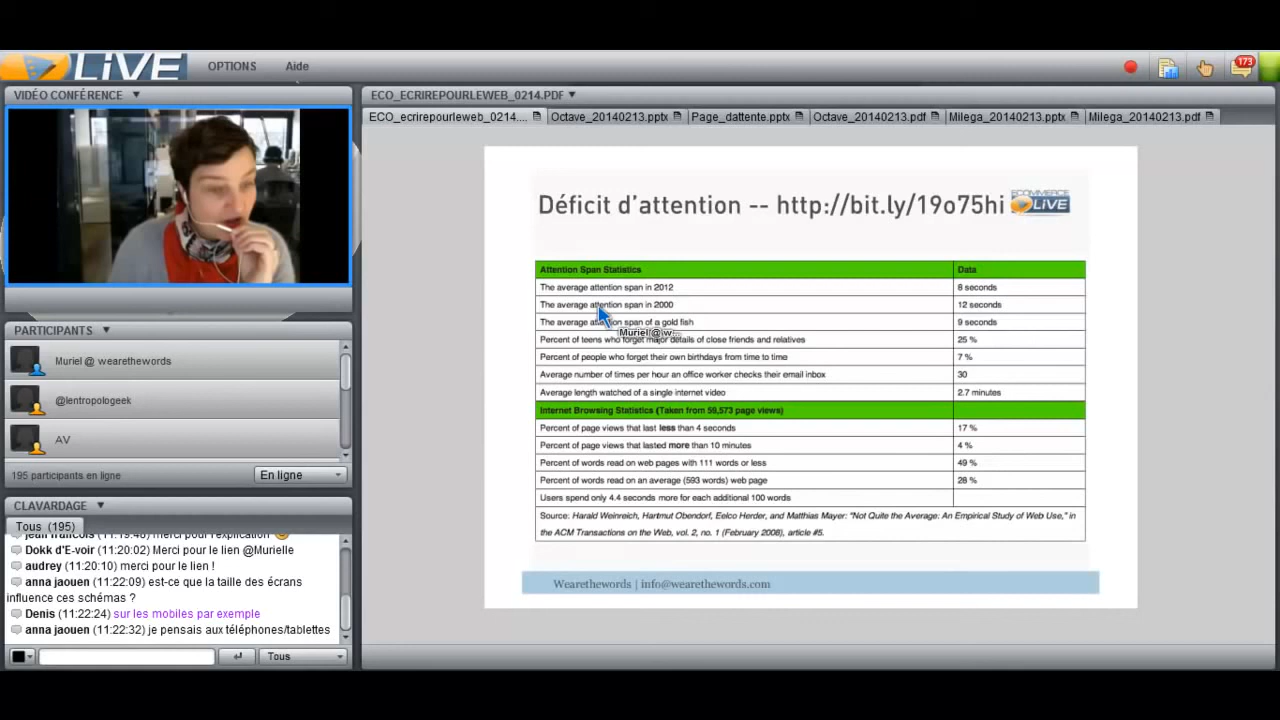 LiVE
OPTIONS
Aide
173
VIDÉO CONFÉRENCE
PARTICIPANTS
Muriel @ wearethewords
@lentropologeek
AV
195 participants en ligne
En ligne
CLAVARDAGE
Tous (195)
jean francois (11:19:48) merci pour l'explication
Dokk d'E-voir (11:20:02) Merci pour le lien @Murielle
audrey (11:20:10) merci pour le lien !
anna jaouen (11:22:09) est-ce que la taille des écrans
influence ces schémas ?
Denis (11:22:24) sur les mobiles par exemple
anna jaouen (11:22:32) je pensais aux téléphones/tablettes
Tous
ECO_ECRIREPOURLEWEB_0214.PDF
ECO_ecrirepourleweb_0214....
Octave_20140213.pptx
Page_dattente.pptx
Octave_20140213.pdf
Milega_20140213.pptx
Milega_20140213.pdf
Déficit d'attention -- http://bit.ly/19o75hi
ECOMMERCE
LiVE
Attention Span Statistics Data
The average attention span in 2012 8 seconds
The average attention span in 2000 12 seconds
The average attention span of a gold fish 9 seconds
Muriel @ w...
Percent of teens who forget major details of close friends and relatives 25 %
Percent of people who forget their own birthdays from time to time 7 %
Average number of times per hour an office worker checks their email inbox 30
Average length watched of a single internet video 2.7 minutes
Internet Browsing Statistics (Taken from 59,573 page views)
Percent of page views that last less than 4 seconds 17 %
Percent of page views that lasted more than 10 minutes 4 %
Percent of words read on web pages with 111 words or less 49 %
Percent of words read on an average (593 words) web page 28 %
Users spend only 4.4 seconds more for each additional 100 words
Source: Harald Weinreich, Hartmut Obendorf, Eelco Herder, and Matthias Mayer: "Not Quite the Average: An Empirical Study of Web Use," in
the ACM Transactions on the Web, vol. 2, no. 1 (February 2008), article #5.
Wearethewords | info@wearethewords.com